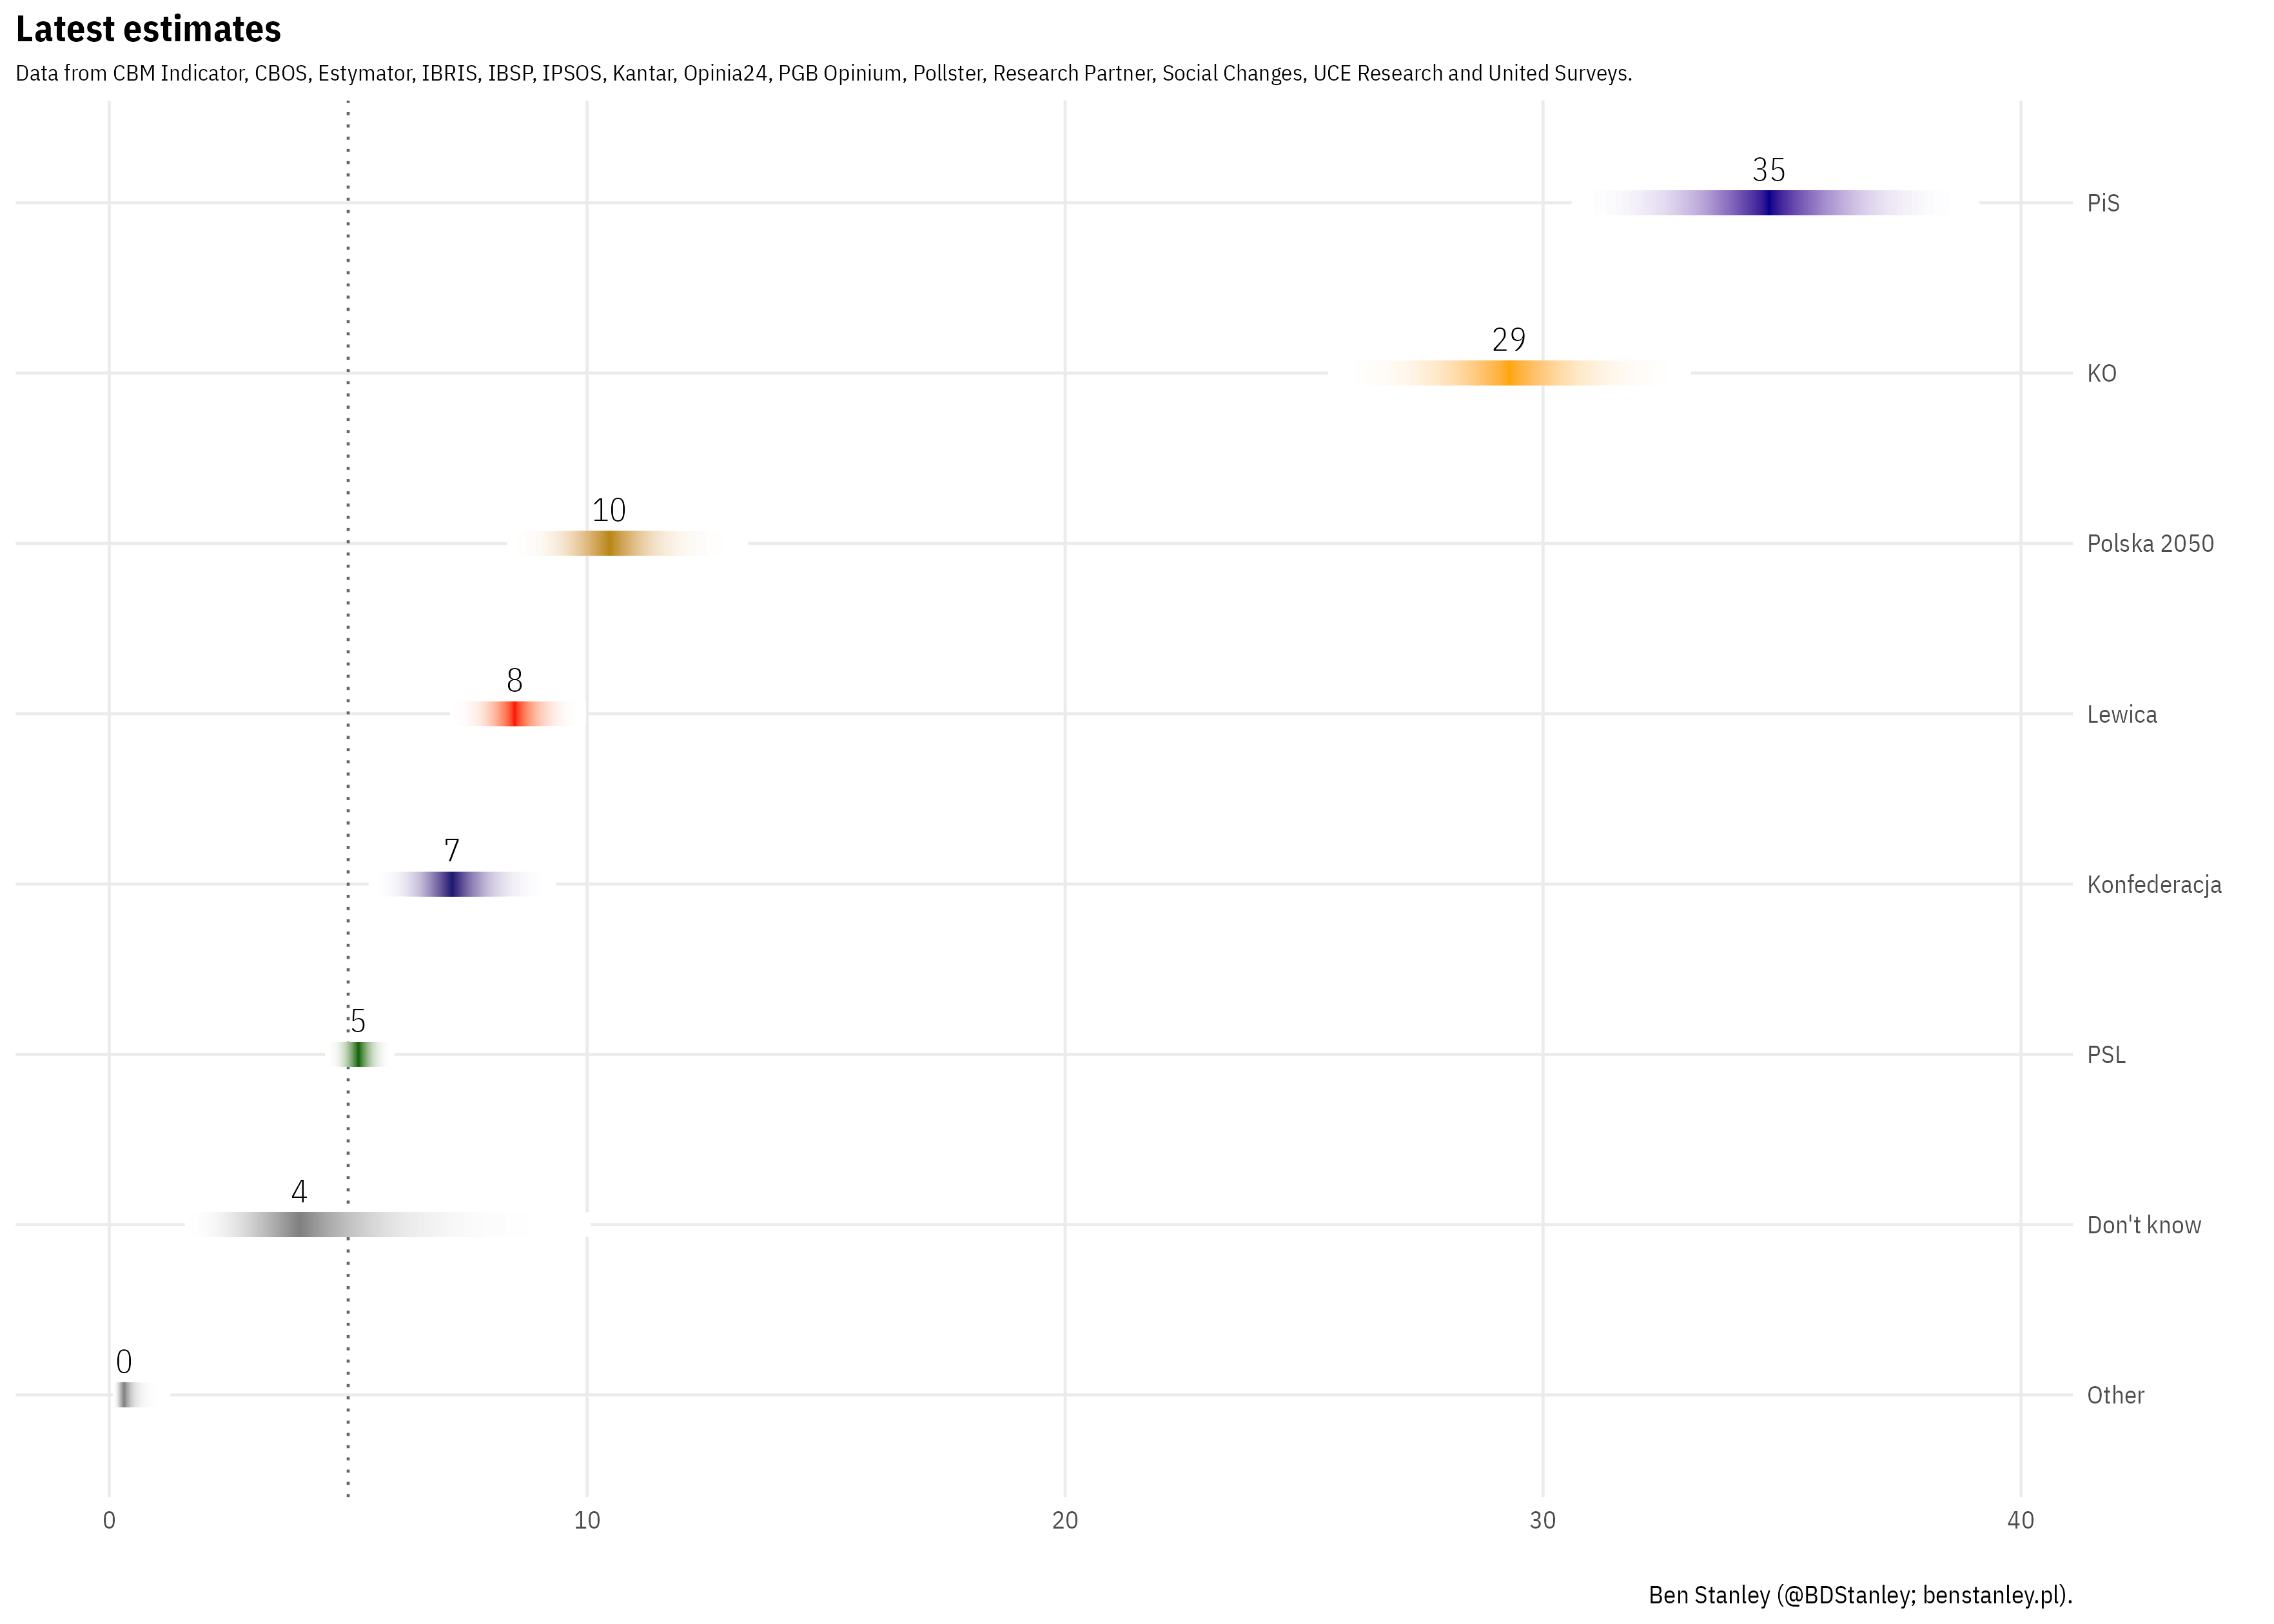 Latest estimates
Data from CBM Indicator, CBOS, Estymator, IBRIS, IBSP, IPSOS, Kantar, Opinia24, PGB Opinium, Pollster, Research Partner, Social Changes, UCE Research and United Surveys.
35
PiS
29
KO
10
Polska 2050
8
Lewica
7
Konfederacja
5
PSL
4
Don't know
0
Other
0 10 20 30 40
Ben Stanley (@BDStanley; benstanley.pl).